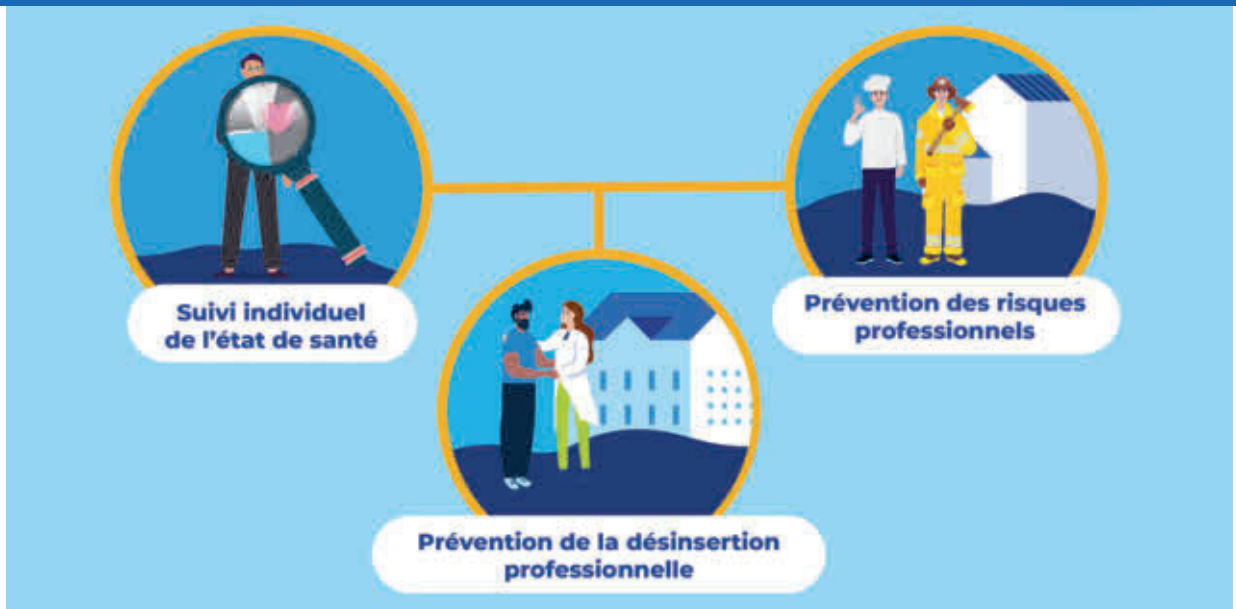 Suivi individuel
de l’état de santé
Prévention des risques
professionnels
Prévention de la désinsertion
professionnelle